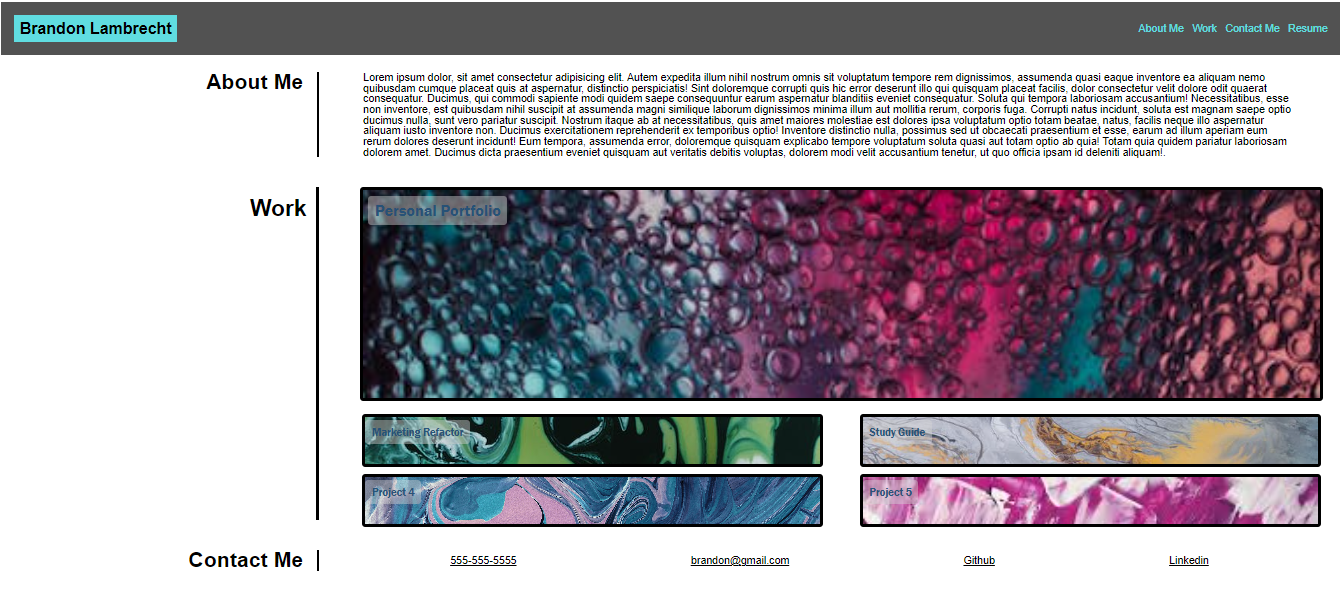 Brandon Lambrecht
About Me Work Contact Me Resume
About Me
Lorem ipsum dolor, sit amet consectetur adipisicing elit. Autem expedita illum nihil nostrum omnis sit voluptatum tempore rem dignissimos, assumenda quasi eaque inventore ea aliquam nemo
quibusdam cumque placeat quis at aspernatur, distinctio perspiciatis! Sint doloremque corrupti quis hic error deserunt illo qui quisquam placeat facilis, dolor consectetur velit dolore odit quaerat
consequatur. Ducimus, qui commodi sapiente modi quidem saepe consequuntur earum aspernatur blanditiis eveniet consequatur. Soluta qui tempora laboriosam accusantium! Necessitatibus, esse
non inventore, est quibusdam nihil suscipit at assumenda magni similique laborum dignissimos minima illum aut mollitia rerum, corporis fuga. Corrupti natus incidunt, soluta est magnam saepe optio
ducimus nulla, sunt vero pariatur suscipit. Nostrum itaque ab at necessitatibus, quis amet maiores molestiae est dolores ipsa voluptatum optio totam beatae, natus, facilis neque illo aspernatur
aliquam iusto inventore non. Ducimus exercitationem reprehenderit ex temporibus optio! Inventore distinctio nulla, possimus sed ut obcaecati praesentium et esse, earum ad illum aperiam eum
rerum dolores deserunt incidunt! Eum tempora, assumenda error, doloremque quisquam explicabo tempore voluptatum soluta quasi aut totam optio ab quia! Totam quia quidem pariatur laboriosam
dolorem amet. Ducimus dicta praesentium eveniet quisquam aut veritatis debitis voluptas, dolorem modi velit accusantium tenetur, ut quo officia ipsam id deleniti aliquam!.
Work
Personal Portfolio
Marketing Refactor
Study Guide
Project 4
Project 5
Contact Me
555-555-5555
brandon@gmail.com
Github
Linkedin